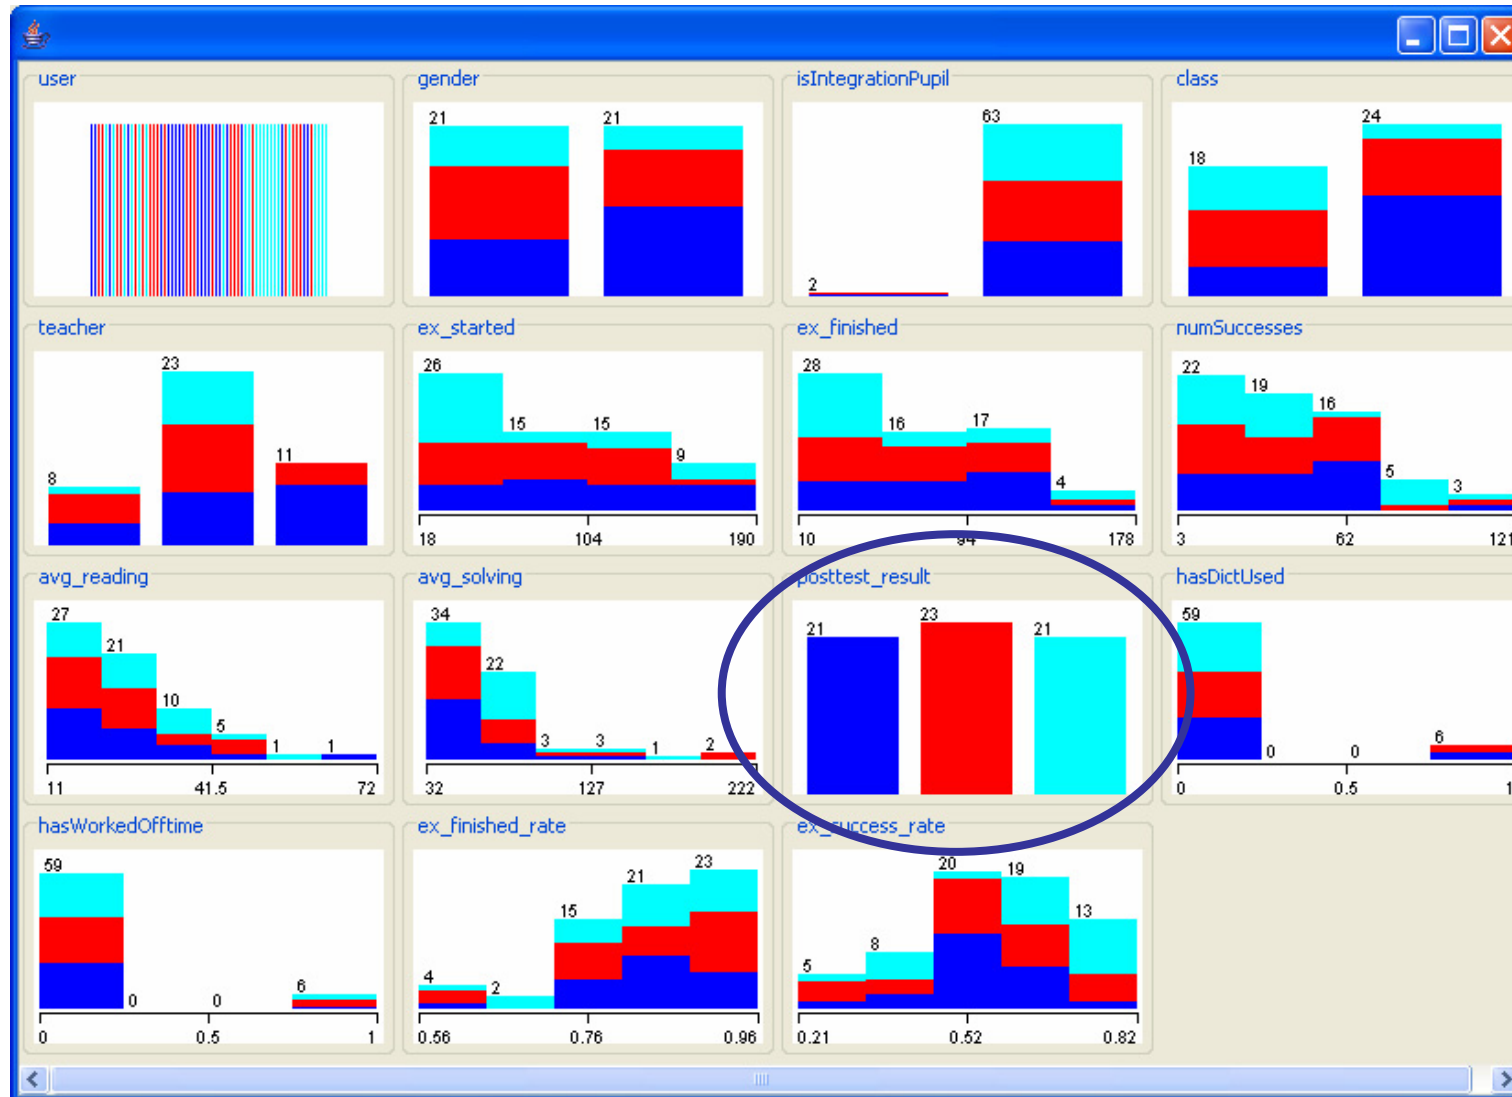 user
gender
21 21
isIntegrationPupil
2 63
class
18 24
teacher
8 23 11
ex_started
26 15 15 9
18 104 190
ex_finished
28 16 17 4
10 94 178
numSuccesses
22 19 16 5 3
3 62 121
avg_reading
27 21 10 5 1 1
11 41.5 72
avg_solving
34 22 3 3 1 2
32 127 222
posttest_result
21 23 21
hasDictUsed
59 0 0 6
0 0.5 1
hasWorkedOfftime
59 0 0 6
0 0.5 1
ex_finished_rate
4 2 15 21 23
0.56 0.76 0.96
ex_success_rate
5 8 20 19 13
0.21 0.52 0.82